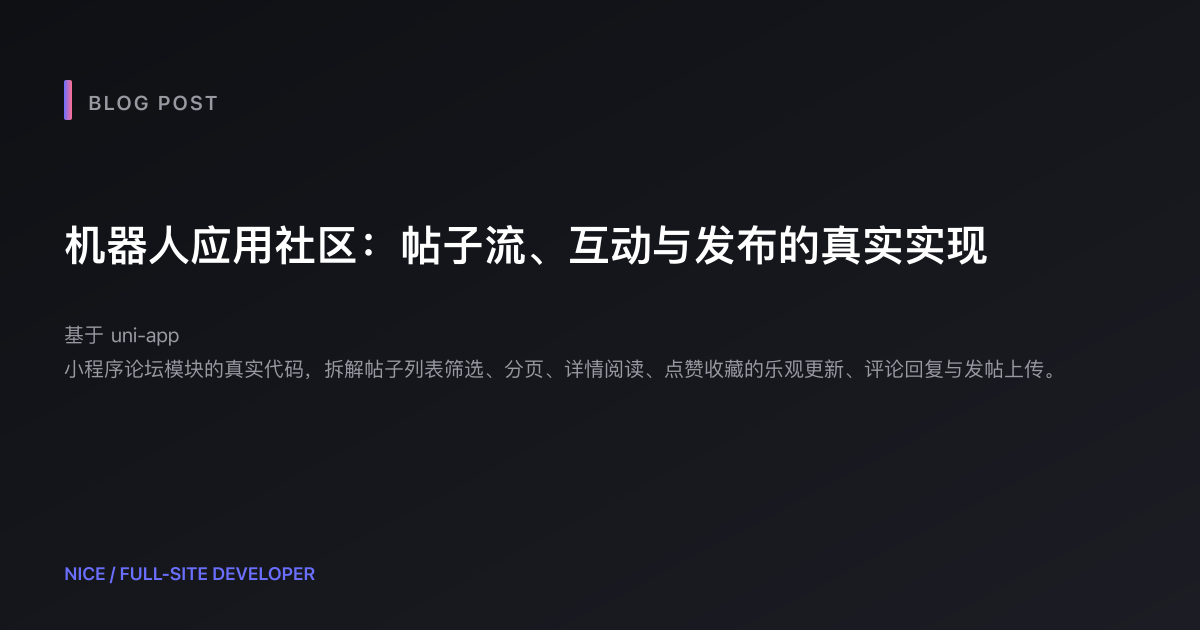 BLOG POST
机器人应用社区：帖子流、互动与发布的真实实现
基于 uni-app
小程序论坛模块的真实代码，拆解帖子列表筛选、分页、详情阅读、点赞收藏的乐观更新、评论回复与发帖上传。
NICE / FULL-SITE DEVELOPER